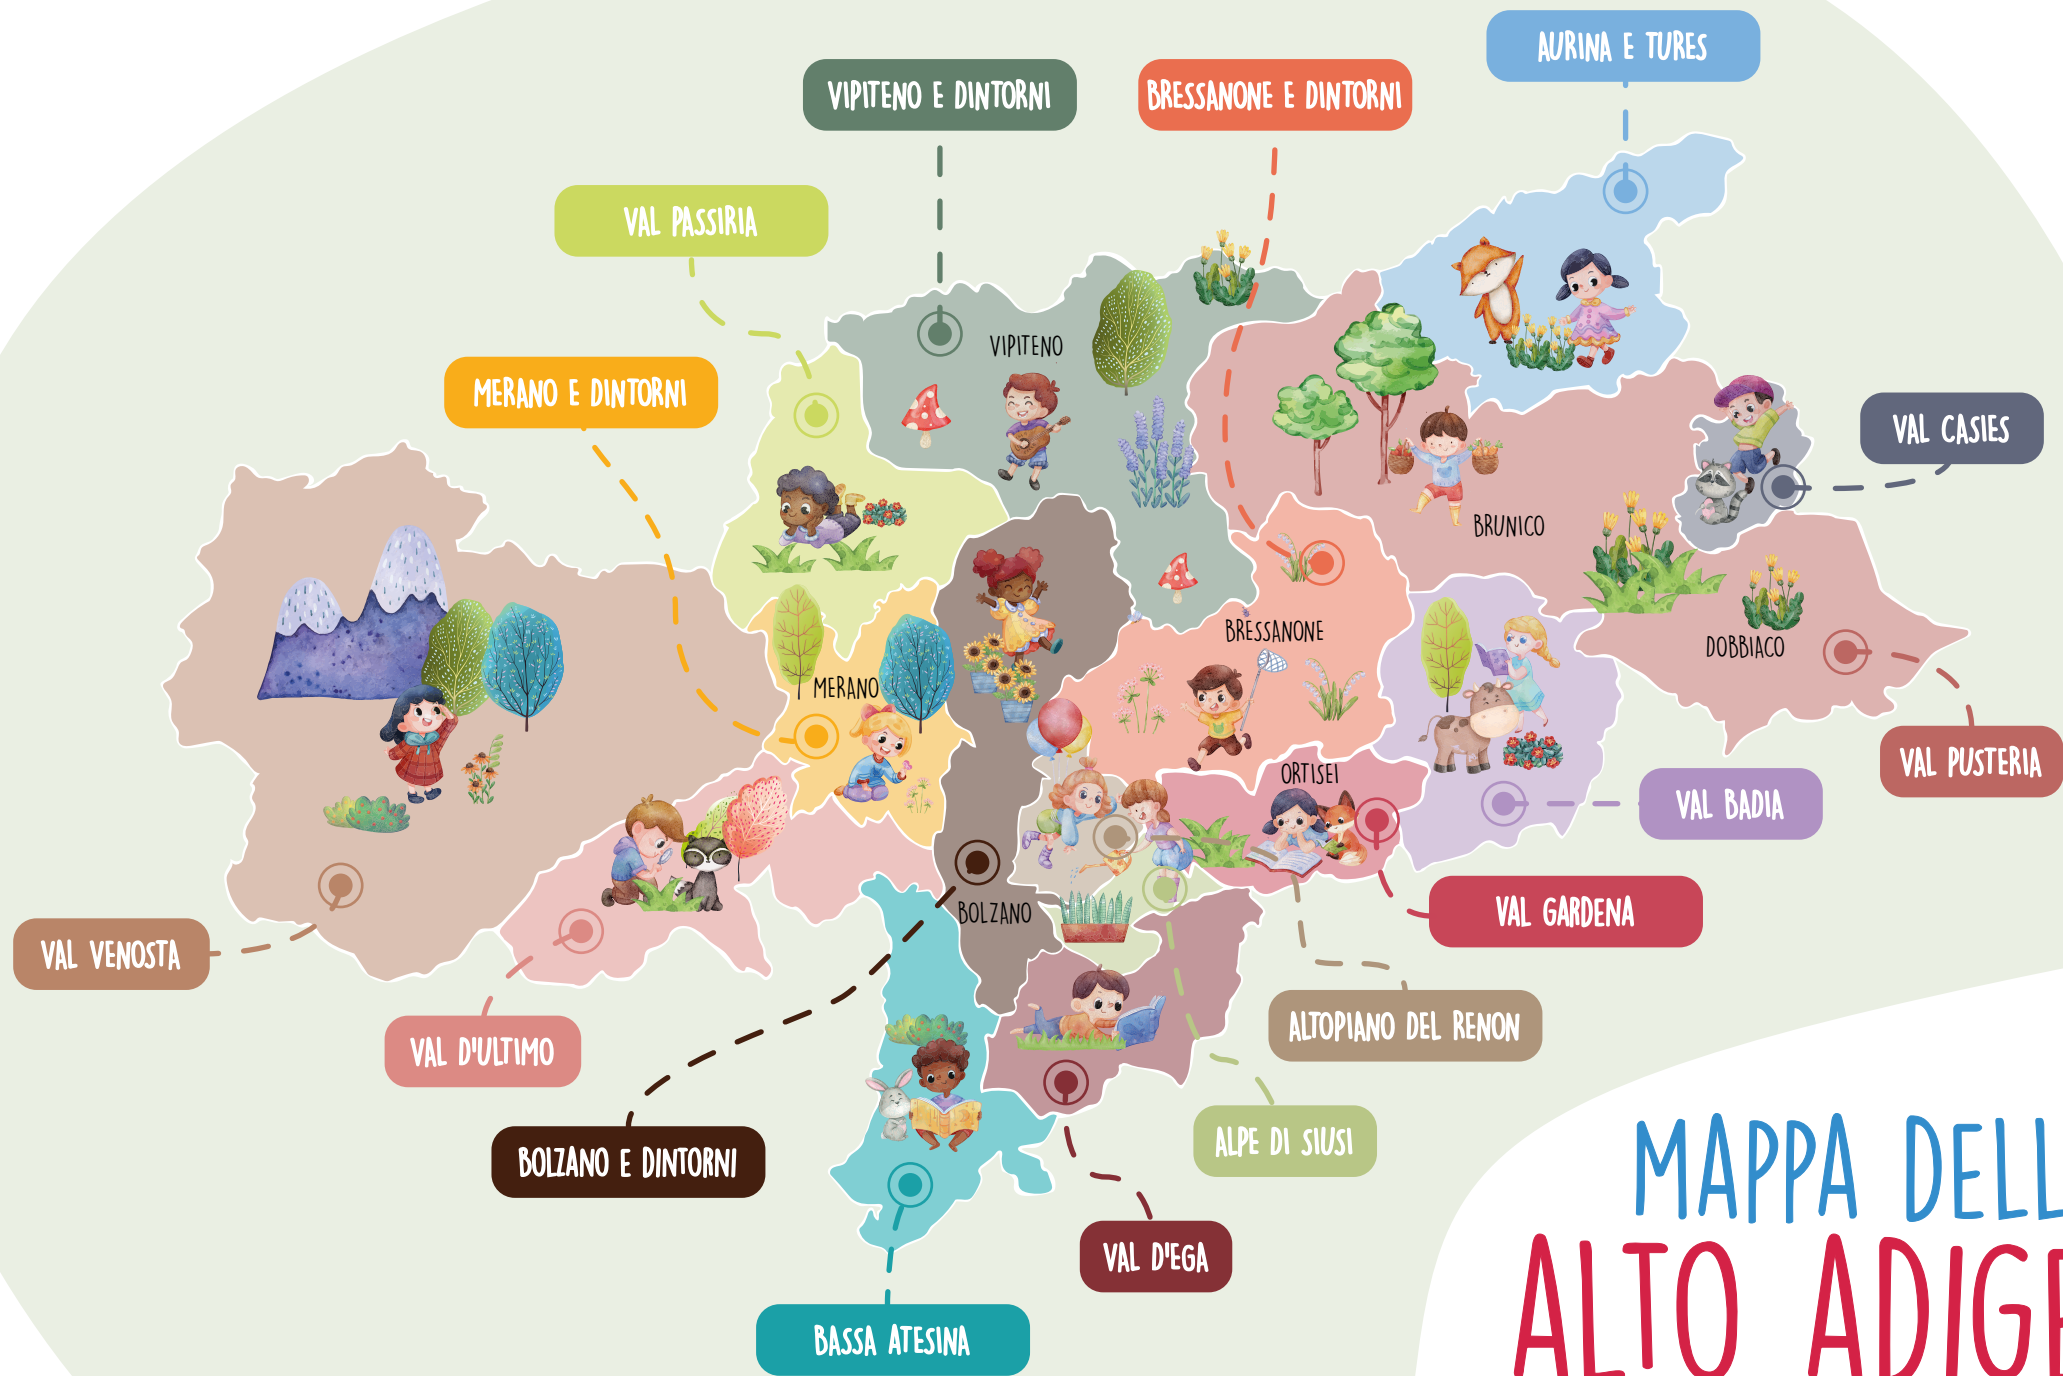 AURINA E TURES
VIPITENO E DINTORNI
BRESSANONE E DINTORNI
VAL PASSIRIA
VIPITENO
MERANO E DINTORNI
VAL CASIES
BRUNICO
BRESSANONE
DOBBIACO
MERANO
VAL PUSTERIA
ORTISEI
VAL BADIA
BOLZANO
VAL GARDENA
VAL VENOSTA
ALTOPIANO DEL RENON
VAL D'ULTIMO
ALPE DI SIUSI
BOLZANO E DINTORNI
VAL D'EGA
BASSA ATESINA
MAPPA DELL
ALTO ADIGE